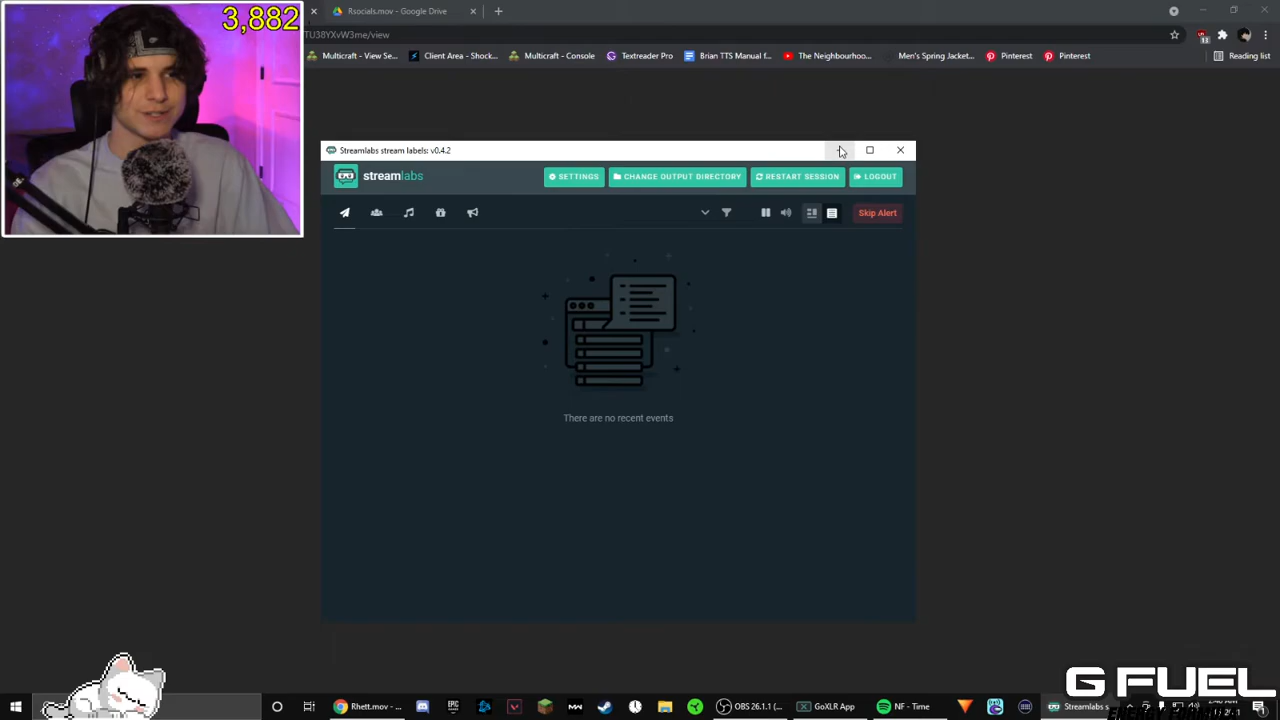 3,882
Rsocials.mov - Google Drive
TU38YXvW3me/view
Multicraft - View Se...
Client Area - Shock...
Multicraft - Console
Textreader Pro
Brian TTS Manual f...
The Neighbourhoo...
Men's Spring Jacket...
Pinterest
Pinterest
Reading list
Streamlabs stream labels: v0.4.2
streamlabs
SETTINGS
CHANGE OUTPUT DIRECTORY
RESTART SESSION
LOGOUT
Skip Alert
There are no recent events
G FUEL
Rhett.mov - ...
EPIC
MW
OBS 26.1.1 (...
GoXLR App
NF - Time
Streamlabs s...